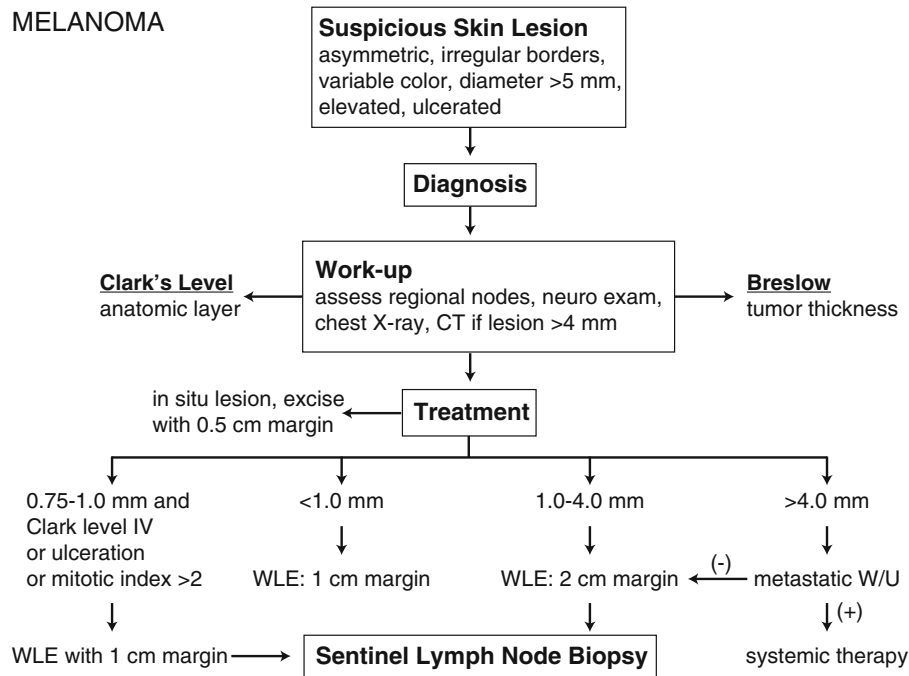 MELANOMA
Suspicious Skin Lesion
asymmetric, irregular borders,
variable color, diameter >5 mm,
elevated, ulcerated
Diagnosis
Work-up
assess regional nodes, neuro exam,
chest X-ray, CT if lesion >4 mm
Clark's Level
anatomic layer
Breslow
tumor thickness
in situ lesion, excise
with 0.5 cm margin
Treatment
0.75-1.0 mm and
Clark level IV
or ulceration
or mitotic index >2
<1.0 mm
1.0-4.0 mm
>4.0 mm
WLE: 1 cm margin
WLE: 2 cm margin
(-)
metastatic W/U
(+)
WLE with 1 cm margin
Sentinel Lymph Node Biopsy
systemic therapy